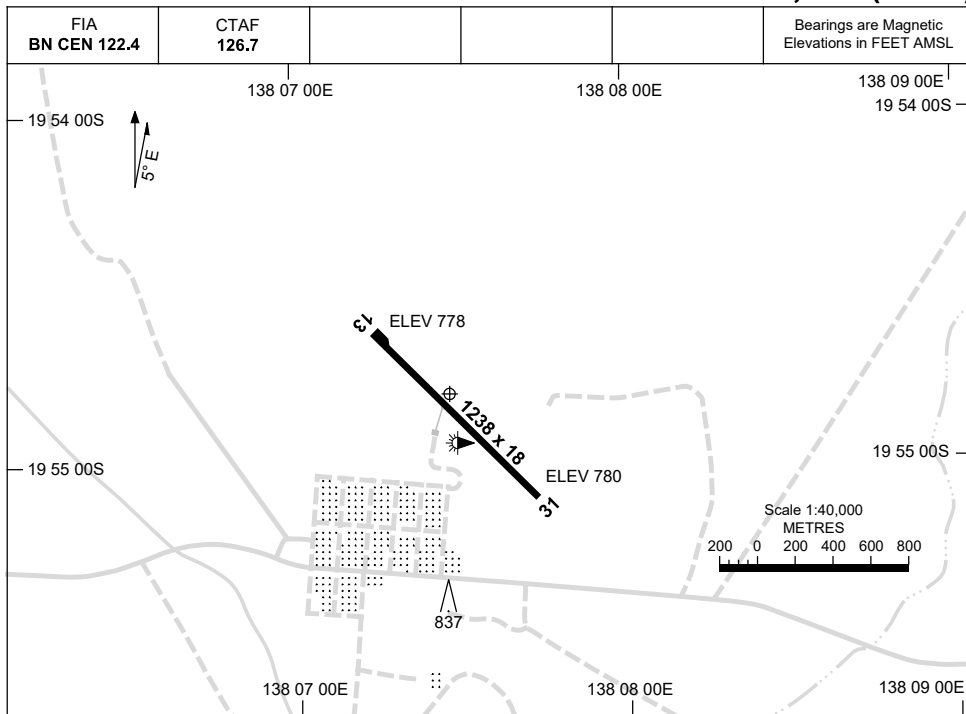 FIA
BN CEN 122.4
CTAF
126.7
Bearings are Magnetic
Elevations in FEET AMSL
138 07 00E
138 08 00E
138 09 00E
19 54 00S
19 54 00S
5° E
13
ELEV 778
1238 x 18
19 55 00S
19 55 00S
ELEV 780
31
Scale 1:40,000
METRES
200 0 200 400 600 800
837
138 07 00E
138 08 00E
138 09 00E